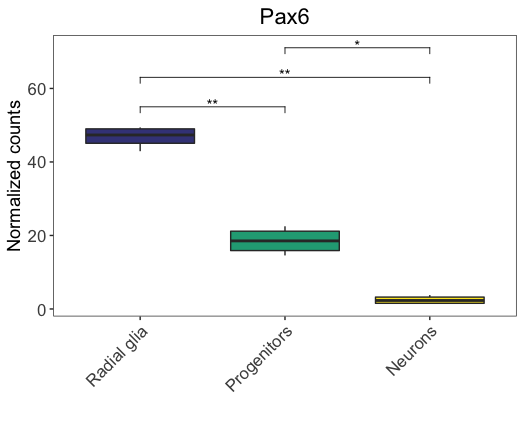 Pax6
*
**
**
Normalized counts
60
40
20
0
Radial glia
Progenitors
Neurons